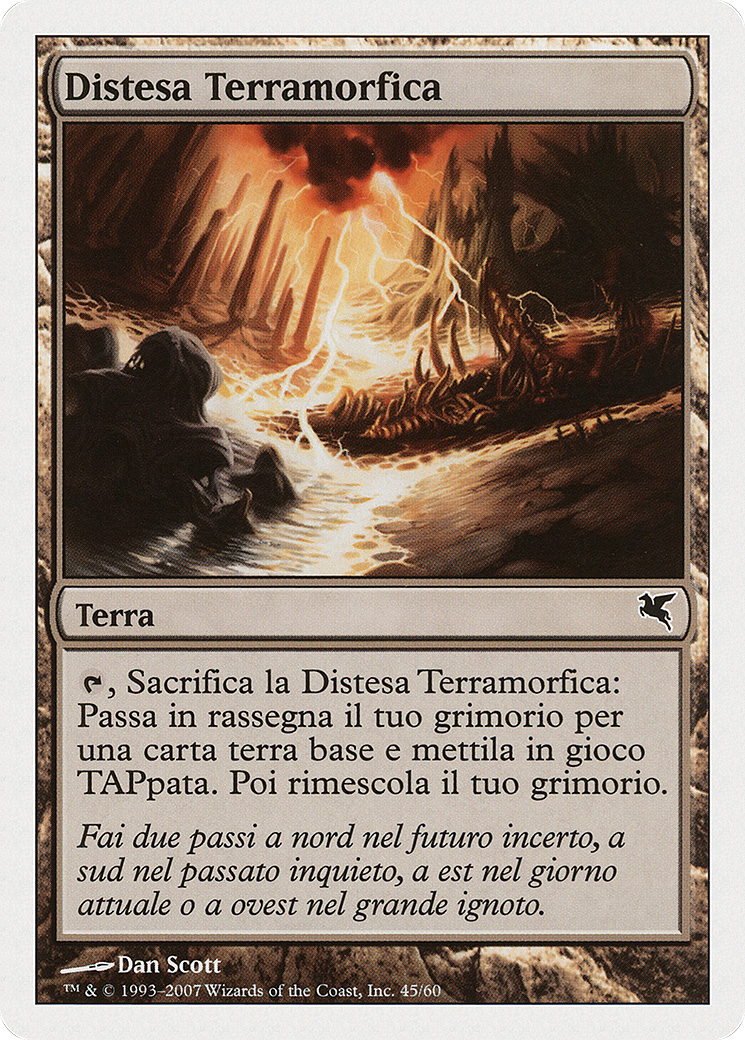 Distesa Terramorfica
Terra
, Sacrifica la Distesa Terramorfica:
Passa in rassegna il tuo grimorio per
una carta terra base e mettila in gioco
TAPpata. Poi rimescola il tuo grimorio.
Fai due passi a nord nel futuro incerto, a
sud nel passato inquieto, a est nel giorno
attuale o a ovest nel grande ignoto.
Dan Scott
™ & © 1993–2007 Wizards of the Coast, Inc. 45/60